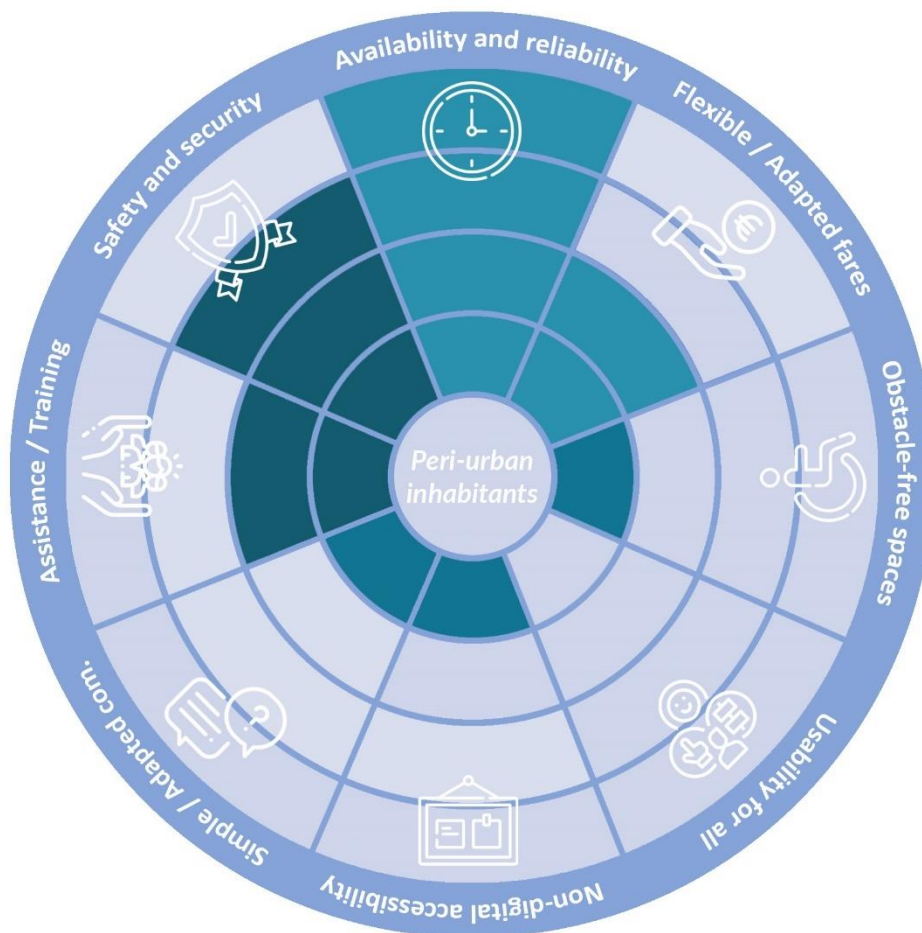 Availability and reliability
Flexible / Adapted fares
Obstacle-free spaces
Usability for all
Non-digital accessibility
Simple / Adapted com.
Assistance / Training
Safety and security
€
?
Peri-urban
inhabitants